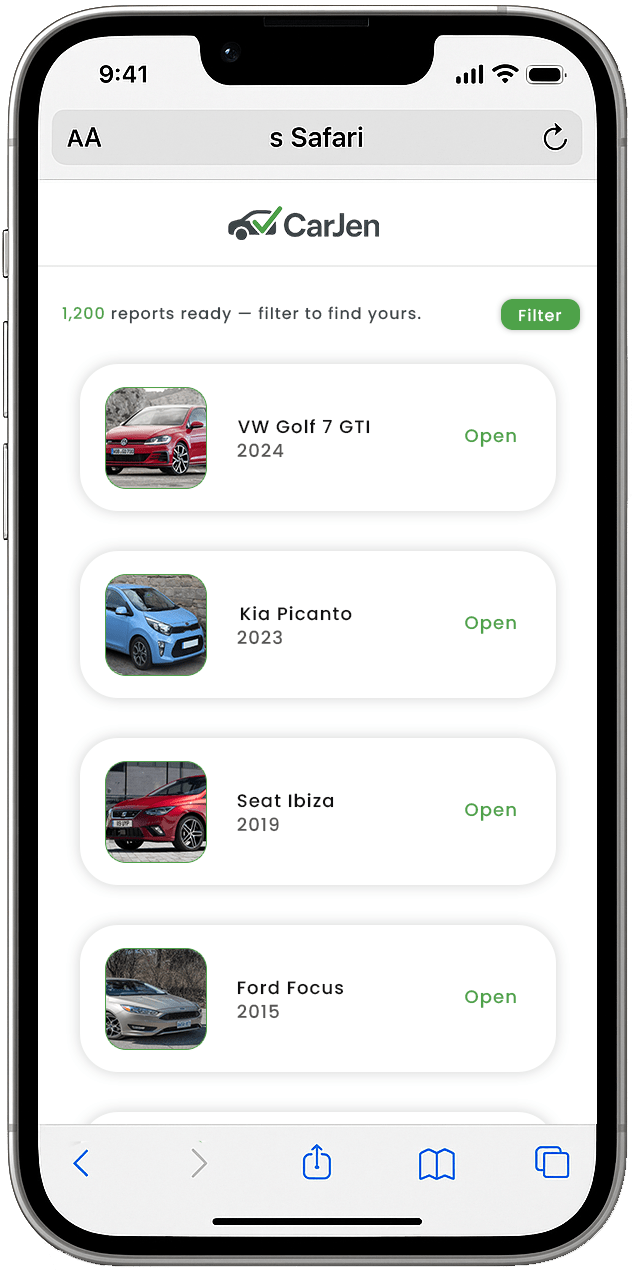 9:41
AA
s Safari
CarJen
1,200 reports ready — filter to find yours.
Filter
VW Golf 7 GTI
2024
Open
Kia Picanto
2023
Open
Seat Ibiza
2019
Open
Ford Focus
2015
Open